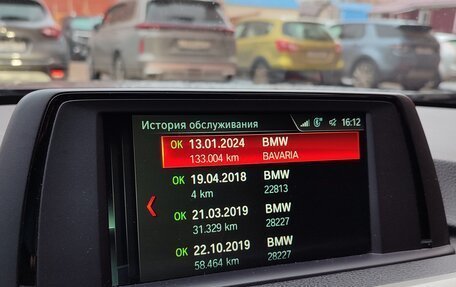 История обслуживания 16:12
OK 13.01.2024 BMW
133.004 km BAVARIA
OK 19.04.2018 BMW
4 km 22813
OK 21.03.2019 BMW
31.329 km 28227
OK 22.10.2019 BMW
58.464 km 28227